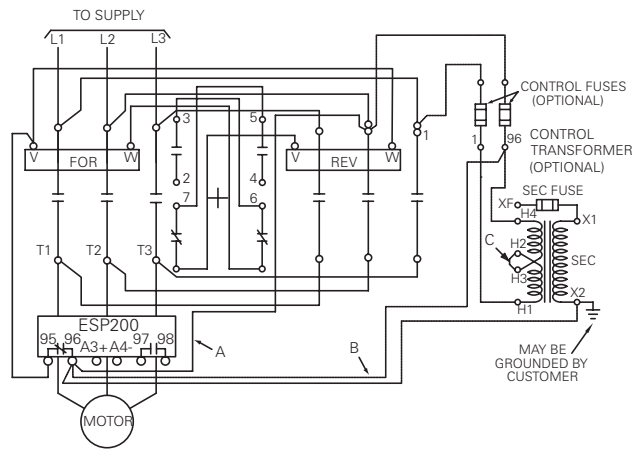 TO SUPPLY
L1 L2 L3
CONTROL FUSES
(OPTIONAL)
3 5 1 1 96
CONTROL
TRANSFORMER
(OPTIONAL)
V FOR W
V REV W
2 4
7 6
SEC FUSE
XF
H4 X1
C H2
SEC
H3
H1 X2
T1 T2 T3
ESP200
95 96 A3+ A4- 97 98
A
B
MAY BE
GROUNDED BY
CUSTOMER
MOTOR